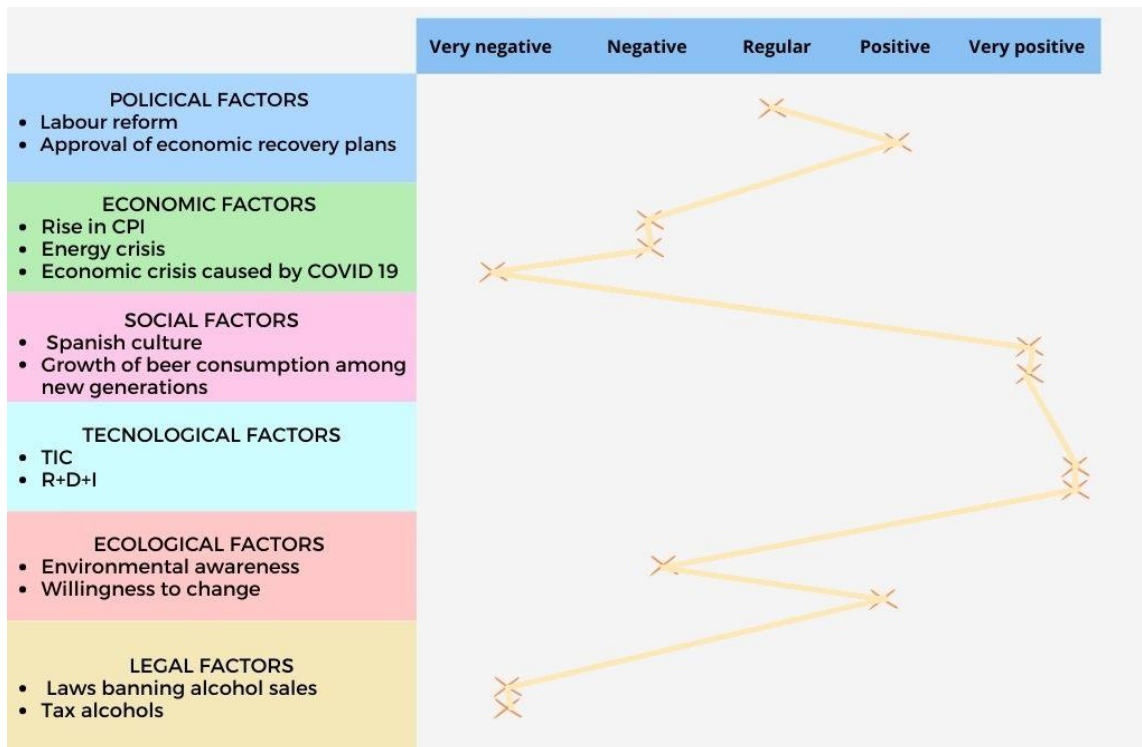 Very negative Negative Regular Positive Very positive
POLICICAL FACTORS
• Labour reform
• Approval of economic recovery plans
ECONOMIC FACTORS
• Rise in CPI
• Energy crisis
• Economic crisis caused by COVID 19
SOCIAL FACTORS
• Spanish culture
• Growth of beer consumption among
new generations
TECNOLOGICAL FACTORS
• TIC
• R+D+I
ECOLOGICAL FACTORS
• Environmental awareness
• Willingness to change
LEGAL FACTORS
• Laws banning alcohol sales
• Tax alcohols